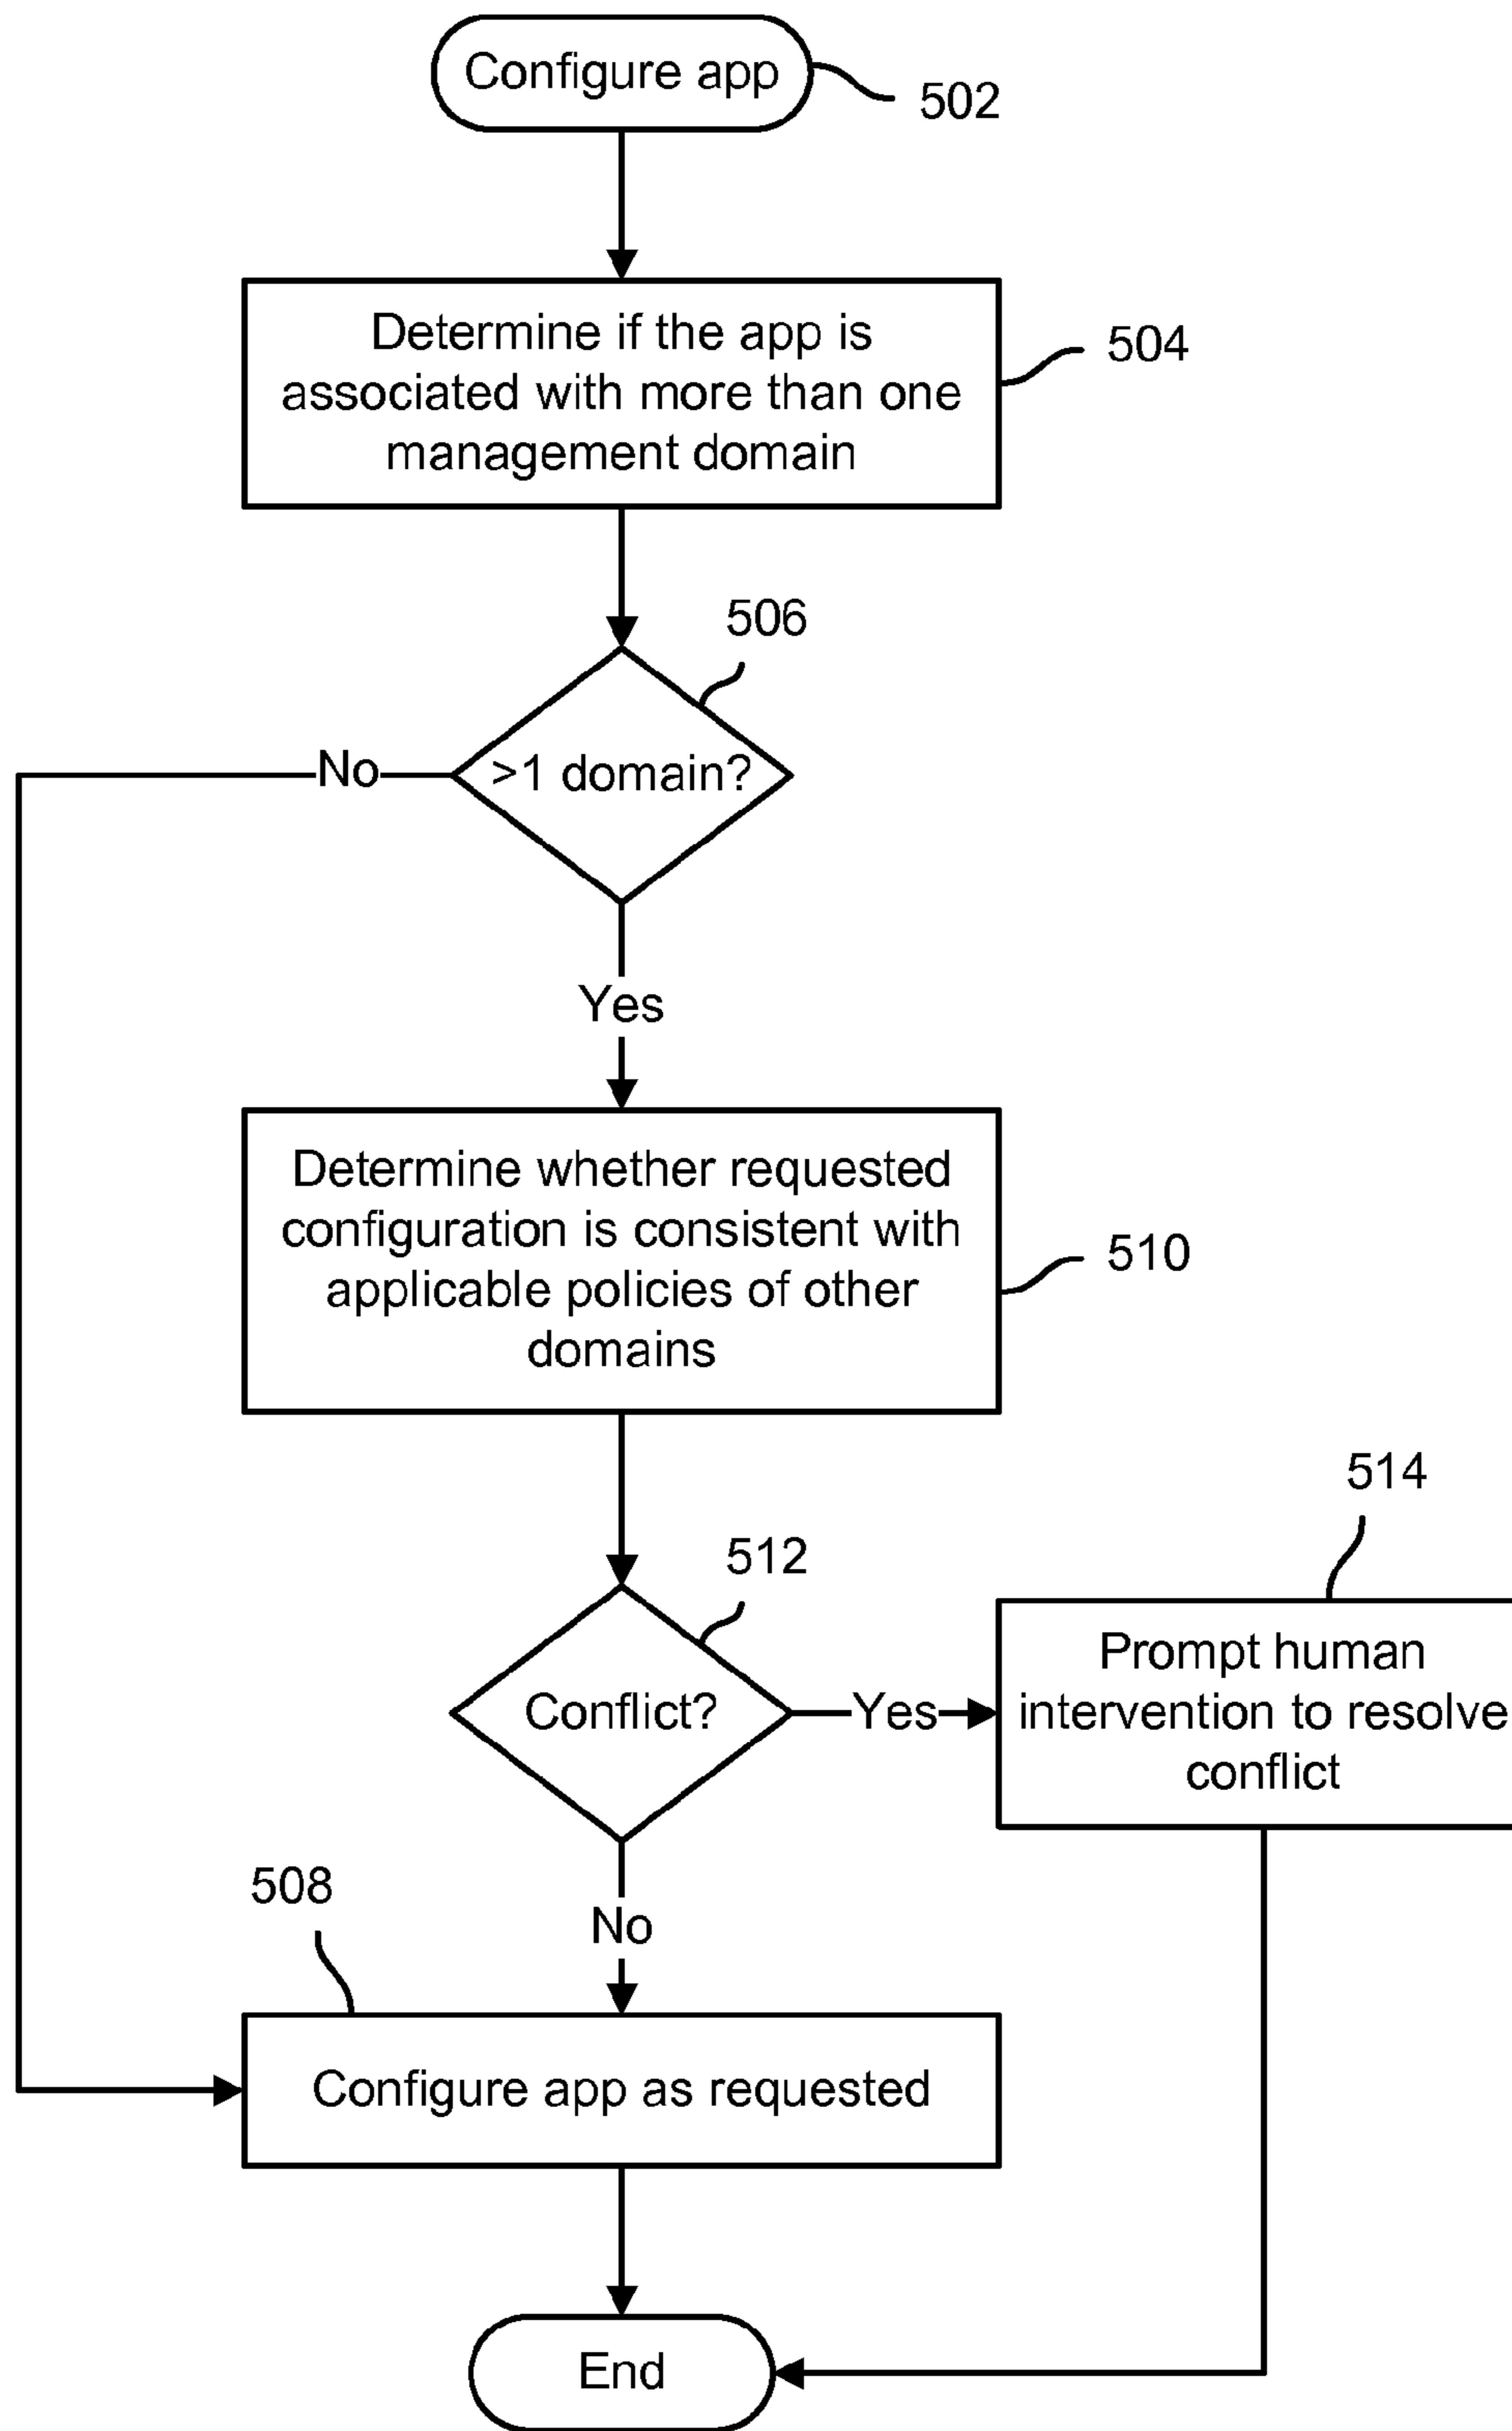 Configure app
502
Determine if the app is
associated with more than one
management domain
504
506
>1 domain?
No
Yes
Determine whether requested
configuration is consistent with
applicable policies of other
domains
510
512
Conflict?
Yes
514
Prompt human
intervention to resolve
conflict
No
508
Configure app as requested
End